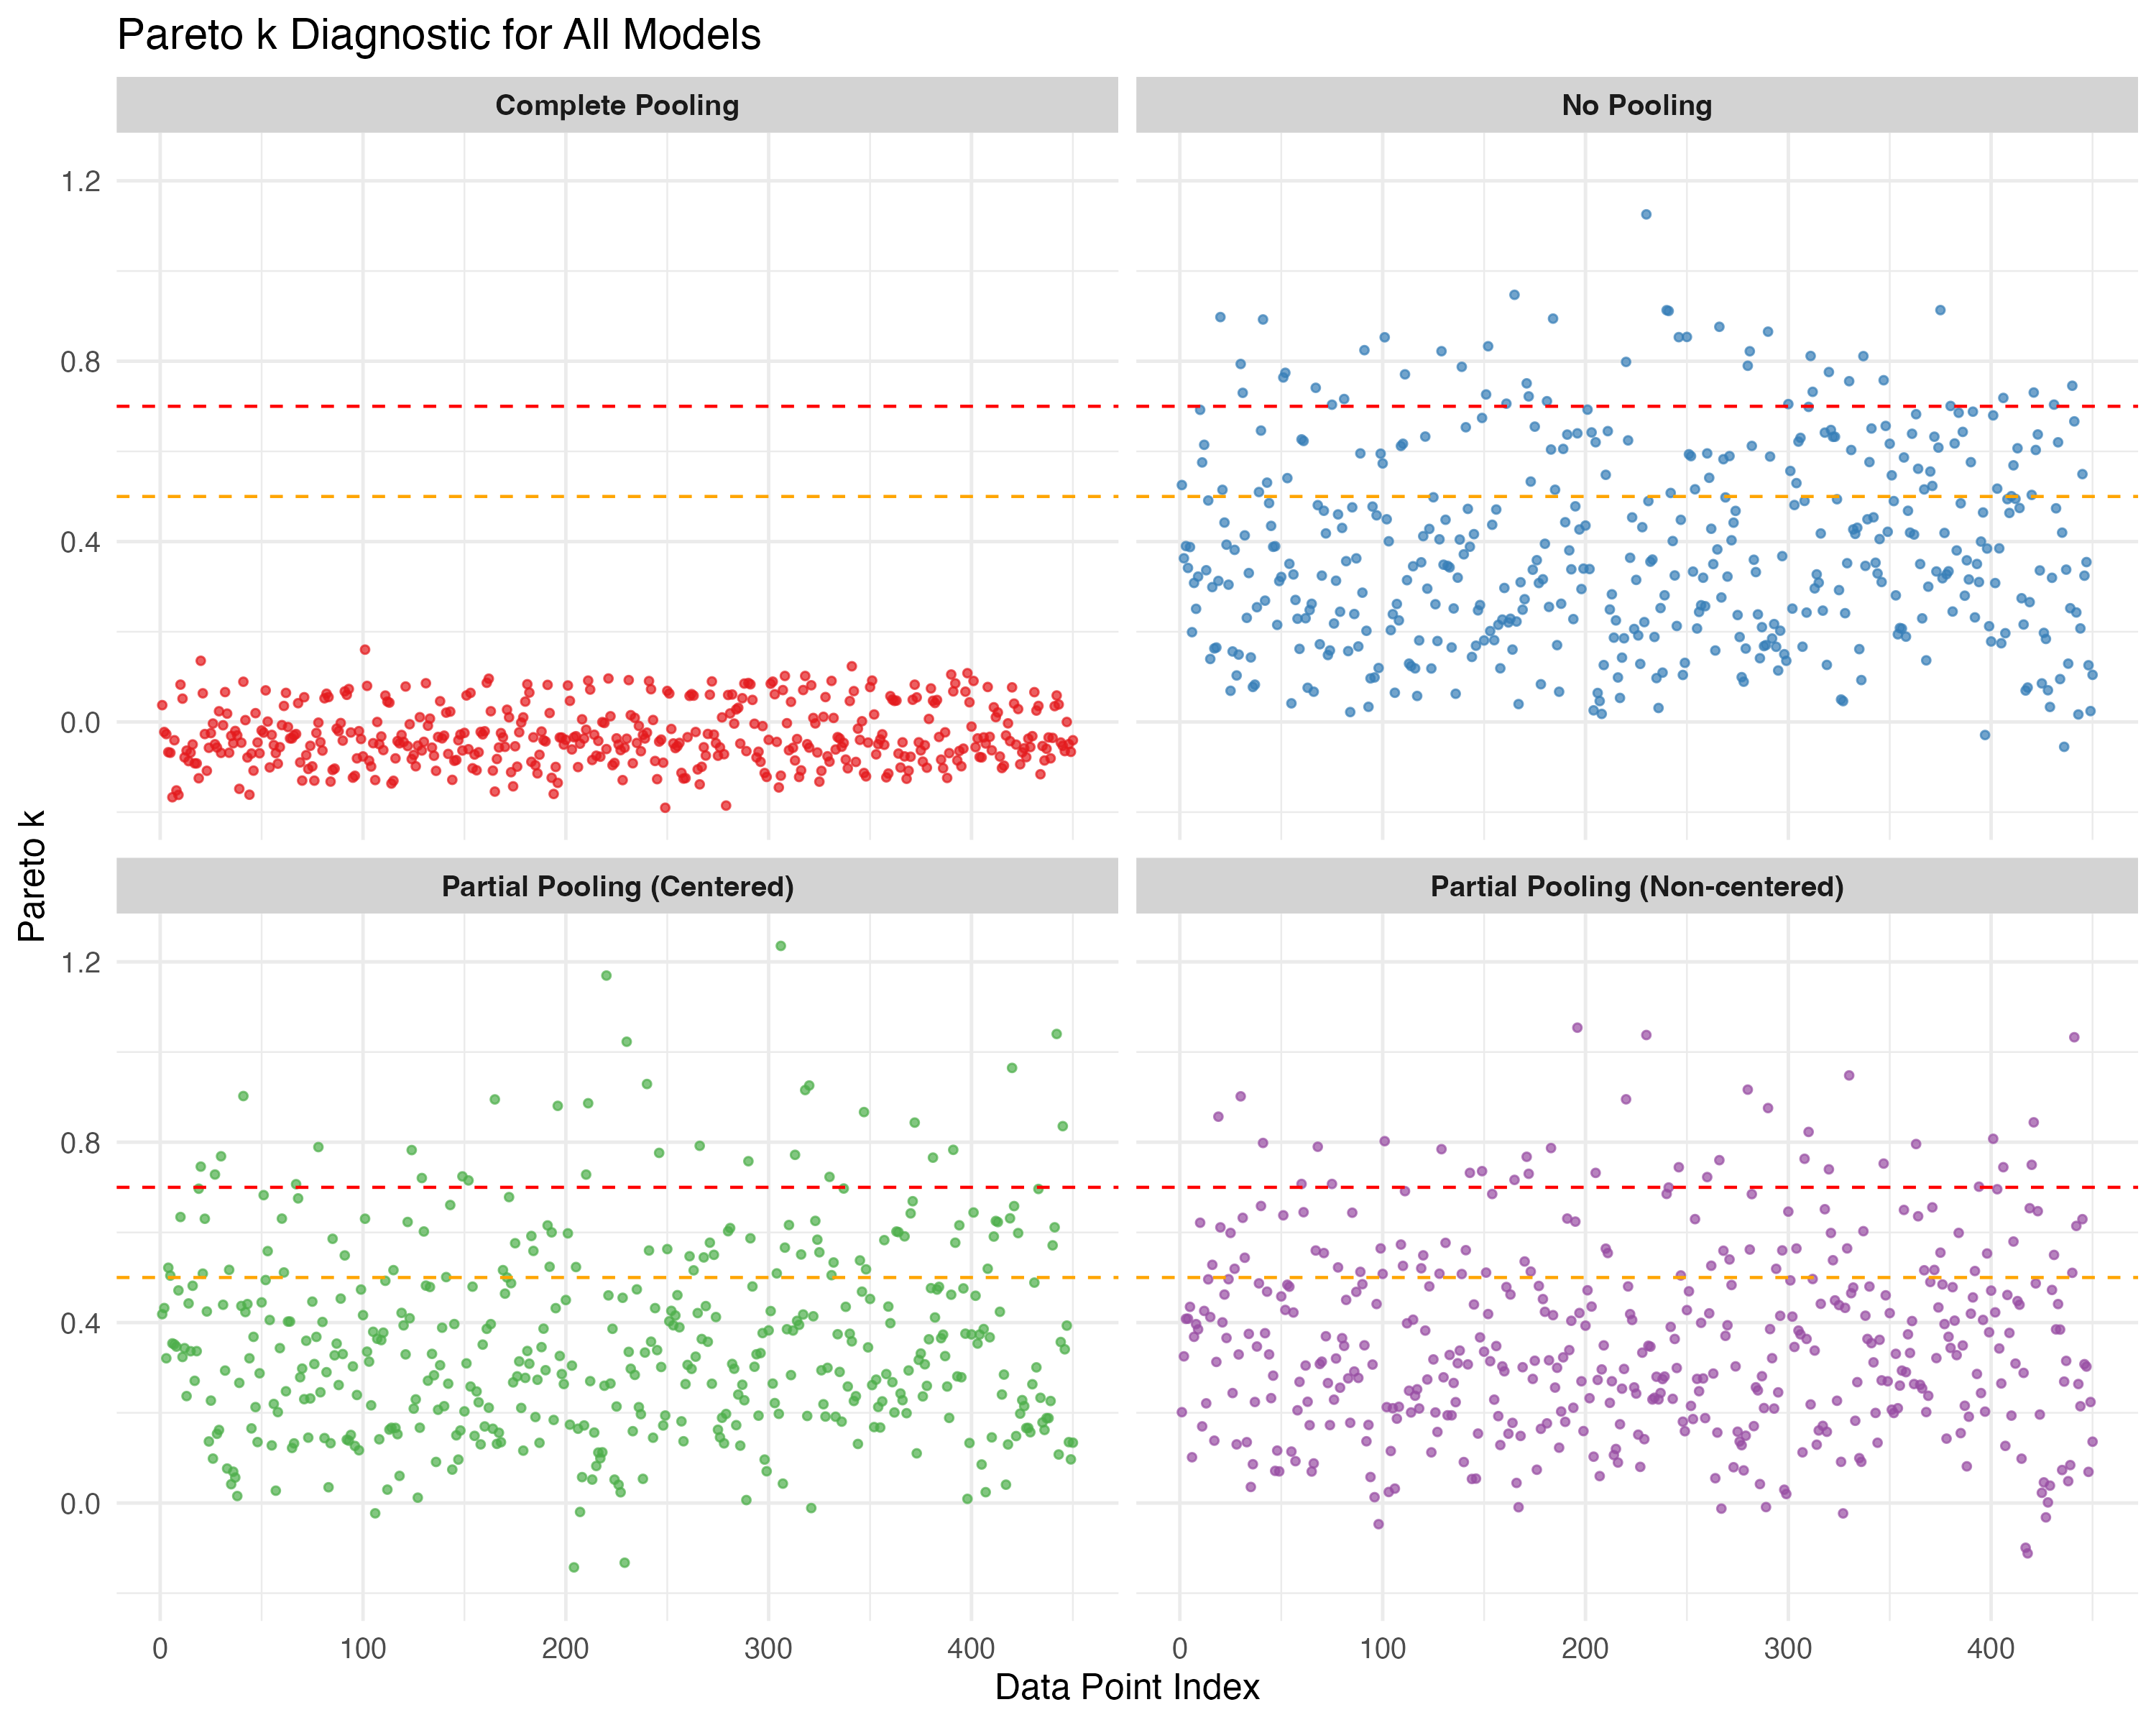 Pareto k Diagnostic for All Models
Complete Pooling
No Pooling
1.2
0.8
0.4
0.0
Pareto k
Partial Pooling (Centered)
Partial Pooling (Non-centered)
1.2
0.8
0.4
0.0
0 100 200 300 400
0 100 200 300 400
Data Point Index